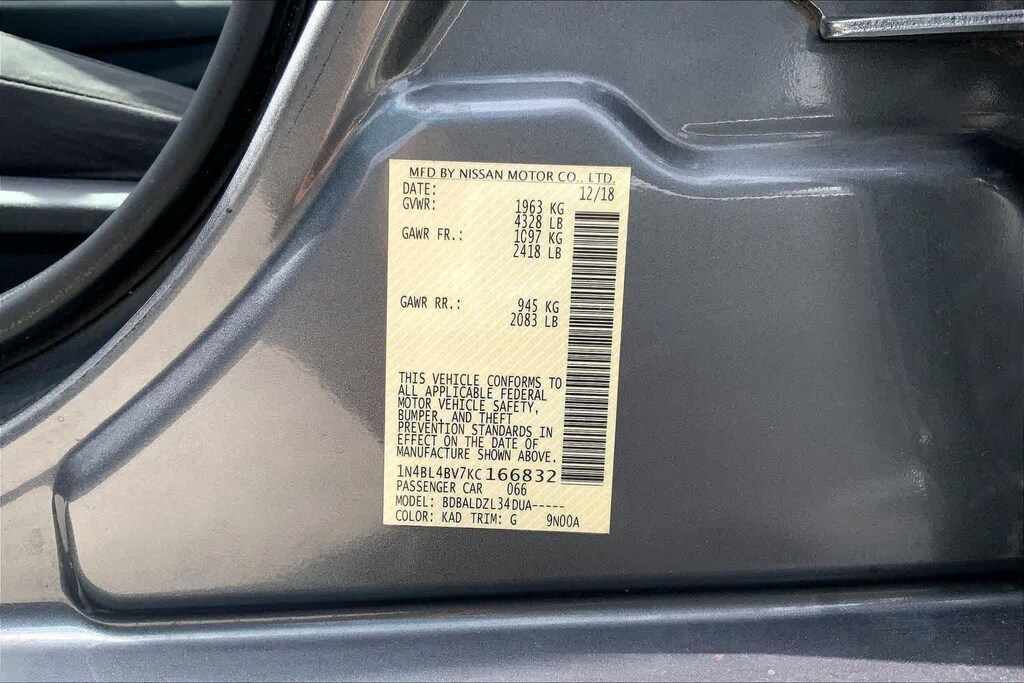 MFD BY NISSAN MOTOR CO., LTD.
DATE: 12/18
GVWR: 1963 KG
4328 LB
GAWR FR.: 1097 KG
2418 LB
GAWR RR.: 945 KG
2083 LB
THIS VEHICLE CONFORMS TO
ALL APPLICABLE FEDERAL
MOTOR VEHICLE SAFETY,
BUMPER, AND THEFT
PREVENTION STANDARDS IN
EFFECT ON THE DATE OF
MANUFACTURE SHOWN ABOVE.
1N4BL4BV7KC166832
PASSENGER CAR 066
MODEL: BDBALDZL34DUA-----
COLOR: KAD TRIM: G 9N00A